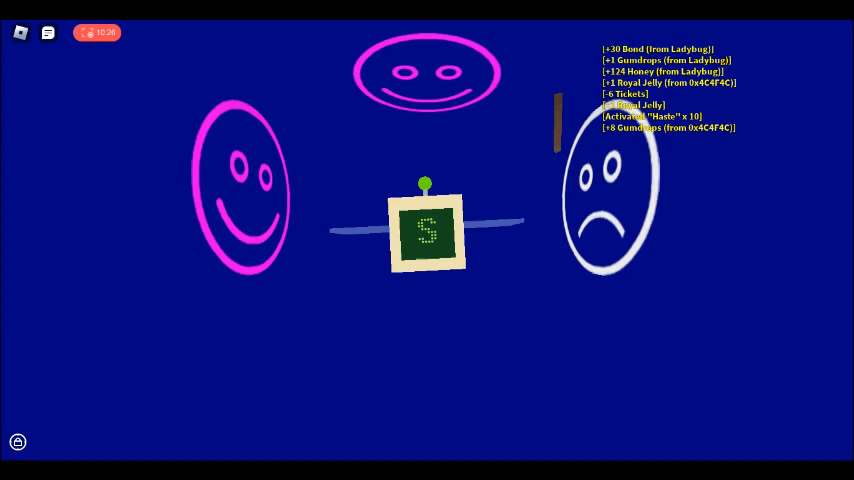 10:26
[+30 Bond (from Ladybug)]
[+1 Gumdrops (from Ladybug)]
[+124 Honey (from Ladybug)]
[+1 Royal Jelly (from 0x4C4F4C)]
[-6 Tickets]
Royal Jelly]
[Activated "Haste" x 10]
[+8 Gumdrops (from 0x4C4F4C)]
S